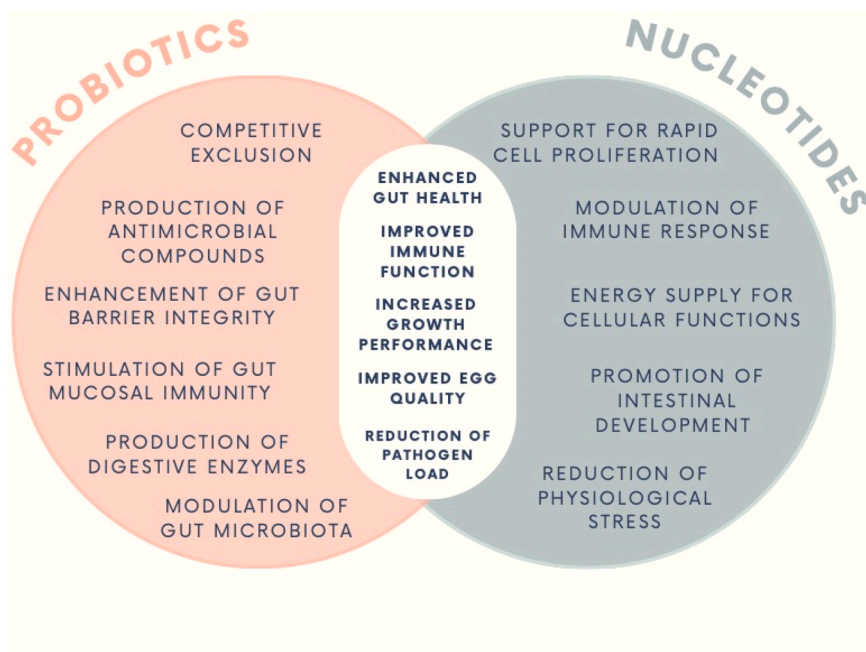 PROBIOTICS
COMPETITIVE
EXCLUSION
PRODUCTION OF
ANTIMICROBIAL
COMPOUNDS
ENHANCEMENT OF GUT
BARRIER INTEGRITY
STIMULATION OF GUT
MUCOSAL IMMUNITY
PRODUCTION OF
DIGESTIVE ENZYMES
MODULATION OF
GUT MICROBIOTA
ENHANCED
GUT HEALTH
IMPROVED
IMMUNE
FUNCTION
INCREASED
GROWTH
PERFORMANCE
IMPROVED EGG
QUALITY
REDUCTION OF
PATHOGEN
LOAD
NUCLEOTIDES
SUPPORT FOR RAPID
CELL PROLIFERATION
MODULATION OF
IMMUNE RESPONSE
ENERGY SUPPLY FOR
CELLULAR FUNCTIONS
PROMOTION OF
INTESTINAL
DEVELOPMENT
REDUCTION OF
PHYSIOLOGICAL
STRESS